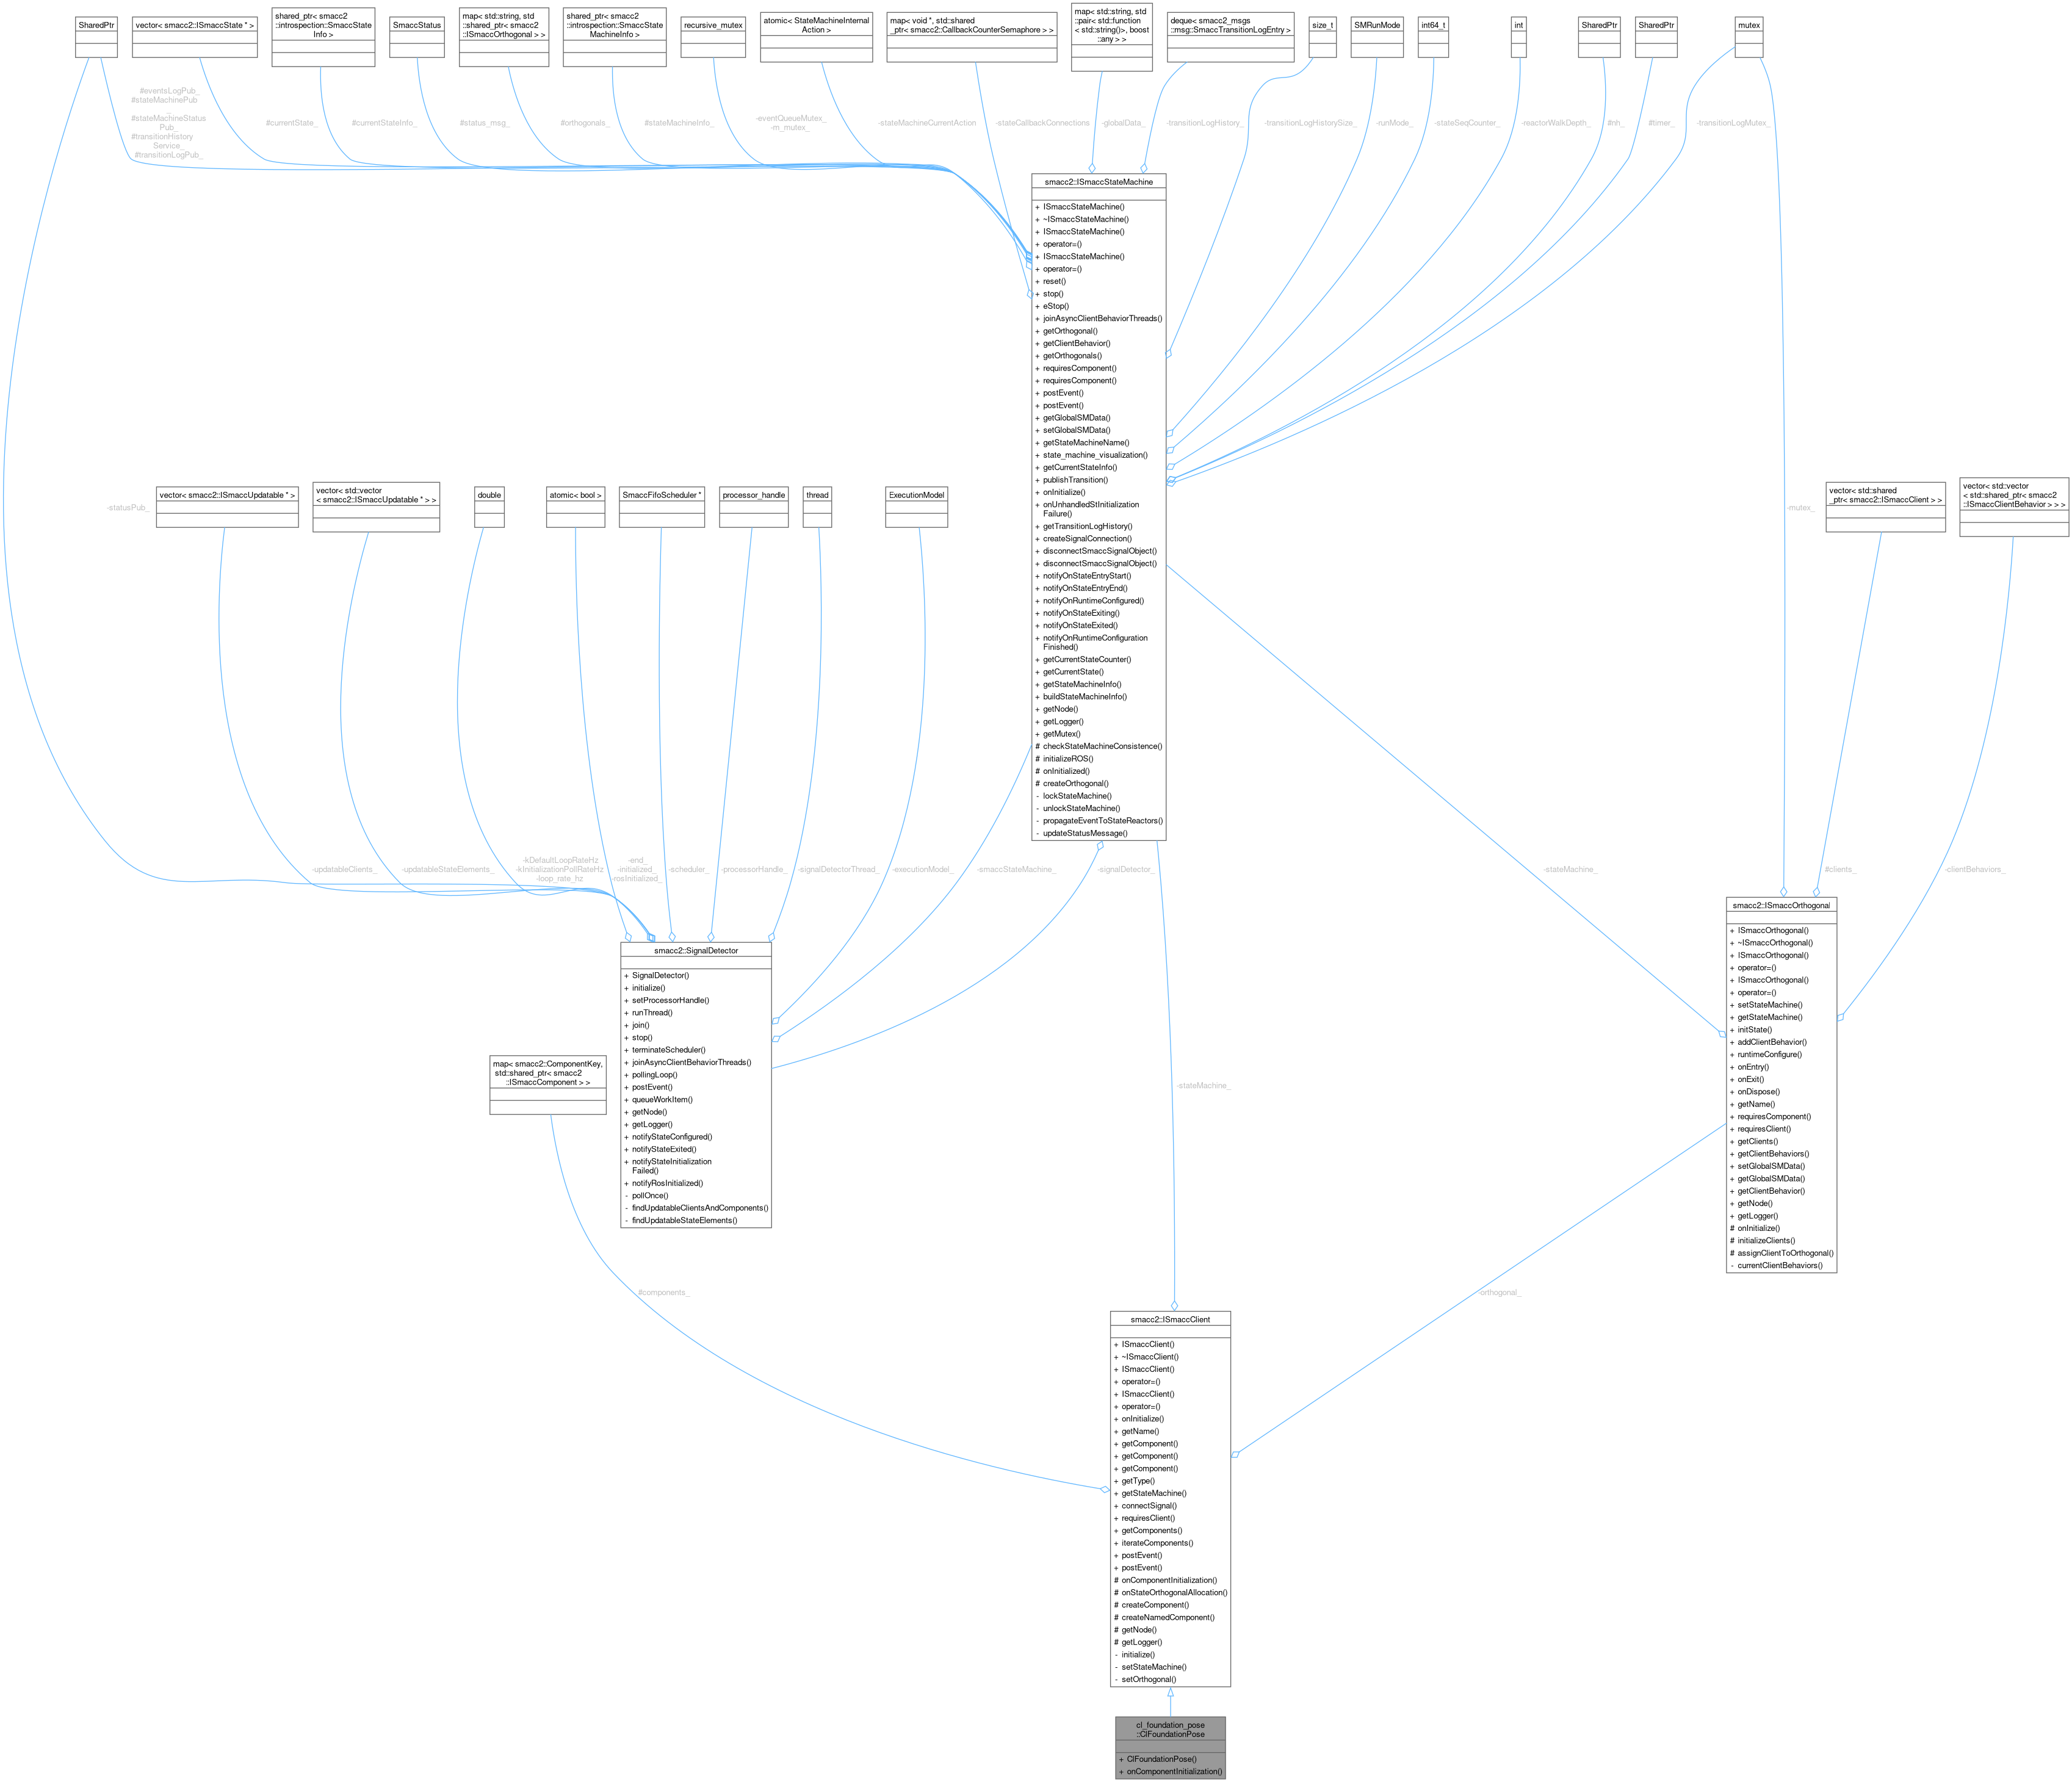 SharedPtr
vector< smacc2::ISmaccState * >
shared_ptr< smacc2
::introspection::SmaccState
Info >
SmaccStatus
map< std::string, std
::shared_ptr< smacc2
::ISmaccOrthogonal > >
shared_ptr< smacc2
::introspection::SmaccState
MachineInfo >
recursive_mutex
atomic< StateMachineInternal
Action >
map< void *, std::shared
_ptr< smacc2::CallbackCounterSemaphore > >
map< std::string, std
::pair< std::function
< std::string()>, boost
::any > >
deque< smacc2_msgs
::msg::SmaccTransitionLogEntry >
size_t
SMRunMode
int64_t
int
SharedPtr
SharedPtr
mutex
#eventsLogPub_
#stateMachinePub
_
#stateMachineStatus
Pub_
#transitionHistory
Service_
#transitionLogPub_
#currentState_
#currentStateInfo_
#status_msg_
#orthogonals_
#stateMachineInfo_
-eventQueueMutex_
-m_mutex_
-stateMachineCurrentAction
-stateCallbackConnections
-globalData_
-transitionLogHistory_
-transitionLogHistorySize_
-runMode_
-stateSeqCounter_
-reactorWalkDepth_
#nh_
#timer_
-transitionLogMutex_
smacc2::ISmaccStateMachine
+ ISmaccStateMachine()
+ ~ISmaccStateMachine()
+ ISmaccStateMachine()
+ operator=()
+ ISmaccStateMachine()
+ operator=()
+ reset()
+ stop()
+ eStop()
+ joinAsyncClientBehaviorThreads()
+ getOrthogonal()
+ getClientBehavior()
+ getOrthogonals()
+ requiresComponent()
+ requiresComponent()
+ postEvent()
+ postEvent()
+ getGlobalSMData()
+ setGlobalSMData()
+ getStateMachineName()
+ state_machine_visualization()
+ getCurrentStateInfo()
+ publishTransition()
+ onInitialize()
+ onUnhandledStInitialization
Failure()
+ getTransitionLogHistory()
+ createSignalConnection()
+ disconnectSmaccSignalObject()
+ disconnectSmaccSignalObject()
+ notifyOnStateEntryStart()
+ notifyOnStateEntryEnd()
+ notifyOnRuntimeConfigured()
+ notifyOnStateExiting()
+ notifyOnStateExited()
+ notifyOnRuntimeConfiguration
Finished()
+ getCurrentStateCounter()
+ getCurrentState()
+ getStateMachineInfo()
+ buildStateMachineInfo()
+ getNode()
+ getLogger()
+ getMutex()
# checkStateMachineConsistence()
# initializeROS()
# onInitialized()
# createOrthogonal()
- lockStateMachine()
- unlockStateMachine()
- propagateEventToStateReactors()
- updateStatusMessage()
-statusPub_
vector< smacc2::ISmaccUpdatable * >
vector< std::vector
< smacc2::ISmaccUpdatable * > >
double
atomic< bool >
SmaccFifoScheduler *
processor_handle
thread
ExecutionModel
-mutex_
vector< std::shared
_ptr< smacc2::ISmaccClient > >
vector< std::vector
< std::shared_ptr< smacc2
::ISmaccClientBehavior > > >
-updatableClients_
-updatableStateElements_
-kDefaultLoopRateHz
-kInitializationPollRateHz
-loop_rate_hz
-end_
-initialized_
-rosInitialized_
-scheduler_
-processorHandle_
-signalDetectorThread_
-executionModel_
-smaccStateMachine_
-signalDetector_
-stateMachine_
#clients_
-clientBehaviors_
smacc2::SignalDetector
+ SignalDetector()
+ initialize()
+ setProcessorHandle()
+ runThread()
+ join()
+ stop()
+ terminateScheduler()
+ joinAsyncClientBehaviorThreads()
+ pollingLoop()
+ postEvent()
+ queueWorkItem()
+ getNode()
+ getLogger()
+ notifyStateConfigured()
+ notifyStateExited()
+ notifyStateInitialization
Failed()
+ notifyRosInitialized()
- pollOnce()
- findUpdatableClientsAndComponents()
- findUpdatableStateElements()
smacc2::ISmaccOrthogonal
+ ISmaccOrthogonal()
+ ~ISmaccOrthogonal()
+ ISmaccOrthogonal()
+ operator=()
+ ISmaccOrthogonal()
+ operator=()
+ setStateMachine()
+ getStateMachine()
+ initState()
+ addClientBehavior()
+ runtimeConfigure()
+ onEntry()
+ onExit()
+ onDispose()
+ getName()
+ requiresComponent()
+ requiresClient()
+ getClients()
+ getClientBehaviors()
+ setGlobalSMData()
+ getGlobalSMData()
+ getClientBehavior()
+ getNode()
+ getLogger()
# onInitialize()
# initializeClients()
# assignClientToOrthogonal()
- currentClientBehaviors()
map< smacc2::ComponentKey,
std::shared_ptr< smacc2
::ISmaccComponent > >
-stateMachine_
#components_
-orthogonal_
smacc2::ISmaccClient
+ ISmaccClient()
+ ~ISmaccClient()
+ ISmaccClient()
+ operator=()
+ ISmaccClient()
+ operator=()
+ onInitialize()
+ getName()
+ getComponent()
+ getComponent()
+ getComponent()
+ getType()
+ getStateMachine()
+ connectSignal()
+ requiresClient()
+ getComponents()
+ iterateComponents()
+ postEvent()
+ postEvent()
# onComponentInitialization()
# onStateOrthogonalAllocation()
# createComponent()
# createNamedComponent()
# getNode()
# getLogger()
- initialize()
- setStateMachine()
- setOrthogonal()
cl_foundation_pose
::ClFoundationPose
+ ClFoundationPose()
+ onComponentInitialization()